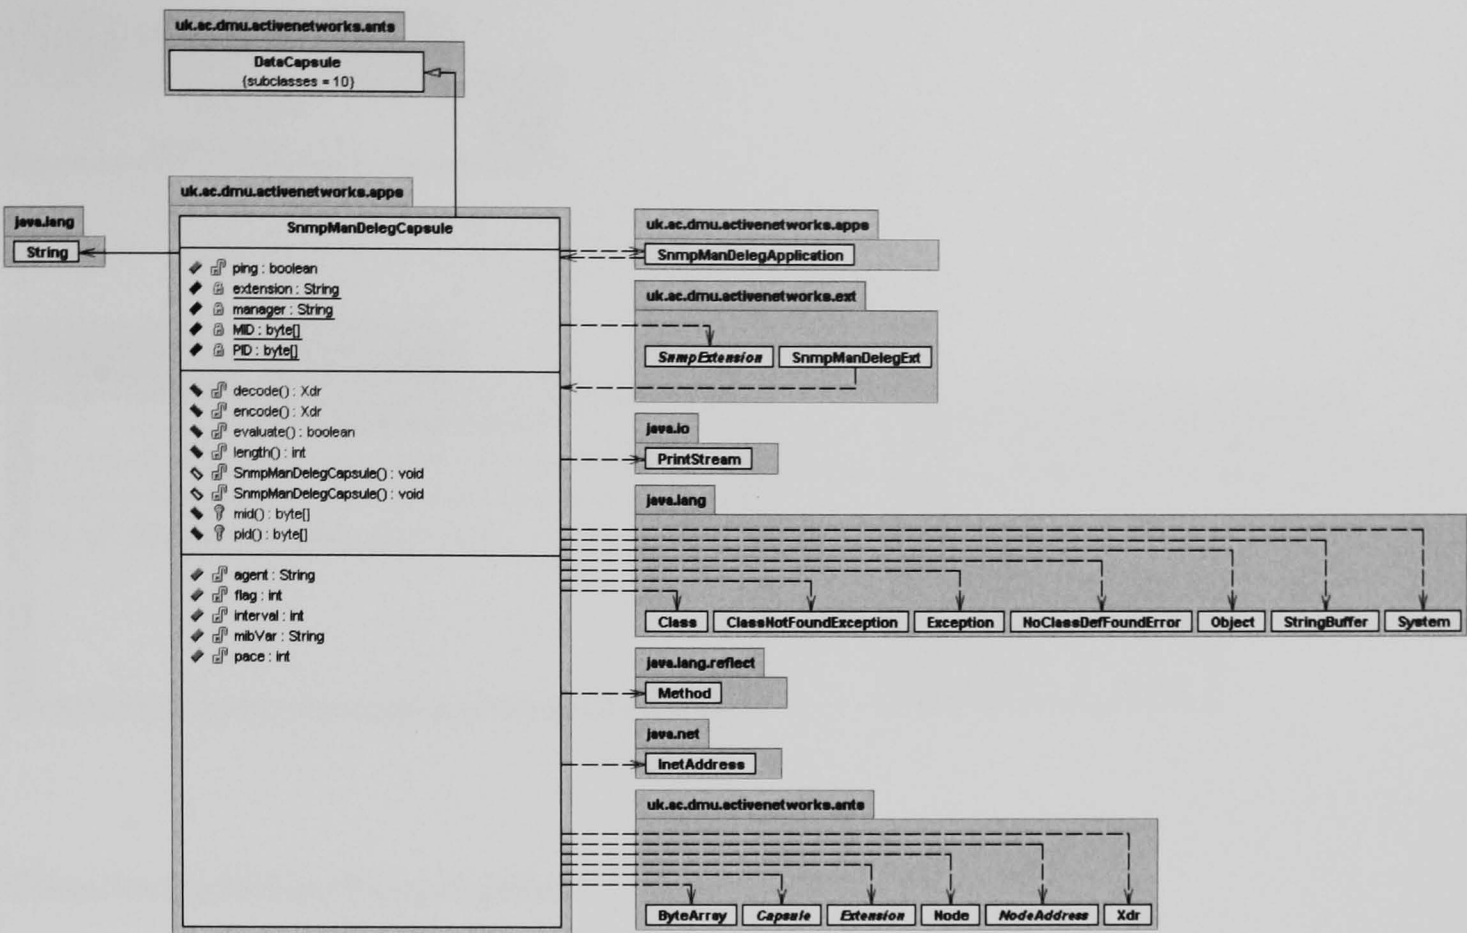 uk.ac.dmu.activenetworks.ants
DataCapsule
{subclasses = 10}
uk.ac.dmu.activenetworks.apps
java.lang
String
SnmpManDelegCapsule
ping : boolean
extension : String
manager : String
MID : byte[]
PID : byte[]
decode() : Xdr
encode() : Xdr
evaluate() : boolean
length() : int
SnmpManDelegCapsule() : void
SnmpManDelegCapsule() : void
mid() : byte[]
pid() : byte[]
agent : String
flag : int
interval : int
mibVar : String
pace : int
uk.ac.dmu.activenetworks.apps
SnmpManDelegApplication
uk.ac.dmu.activenetworks.ext
SnmpExtension SnmpManDelegExt
java.io
PrintStream
java.lang
Class ClassNotFoundException Exception NoClassDefFoundError Object StringBuffer System
java.lang.reflect
Method
java.net
InetAddress
uk.ac.dmu.activenetworks.ants
ByteArray Capsule Extension Node NodeAddress Xdr